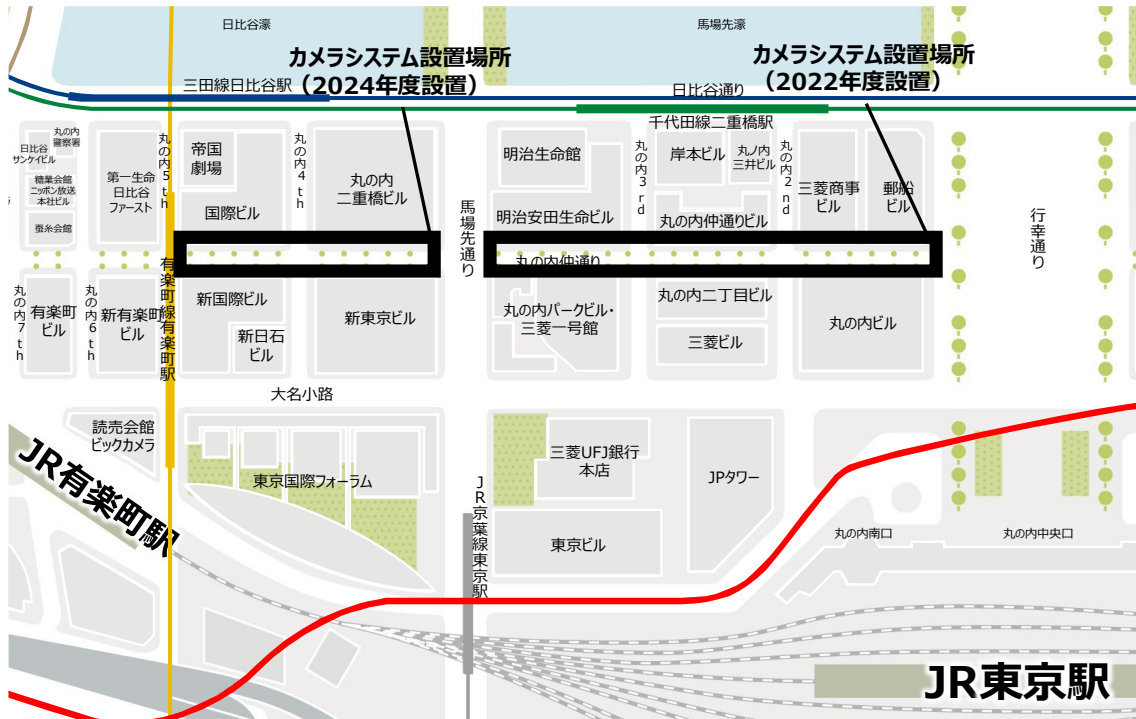 日比谷濠
馬場先濠
カメラシステム設置場所
（2024年度設置）
カメラシステム設置場所
（2022年度設置）
三田線日比谷駅
日比谷通り
千代田線二重橋駅
丸の内
警察署
日比谷
サンケイビル
糖業会館
ニッポン放送
本社ビル
蚕糸会館
第一生命
日比谷
ファースト
丸の内5th
帝国
劇場
国際ビル
丸の内4th
丸の内
二重橋ビル
馬場先通り
明治生命館
明治安田生命ビル
丸の内3rd
岸本ビル
丸ノ内
三井ビル
丸の内仲通りビル
丸の内2nd
三菱商事
ビル
郵船
ビル
行幸通り
丸の内仲通り
丸の内7th
有楽町
ビル
丸の内6th
新有楽町
ビル
有楽町線有楽町駅
新国際ビル
新日石
ビル
新東京ビル
丸の内パークビル・
三菱一号館
丸の内二丁目ビル
三菱ビル
丸の内ビル
大名小路
読売会館
ビックカメラ
JR有楽町駅
東京国際フォーラム
JR京葉線東京駅
三菱UFJ銀行
本店
JPタワー
東京ビル
丸の内南口
丸の内中央口
JR東京駅